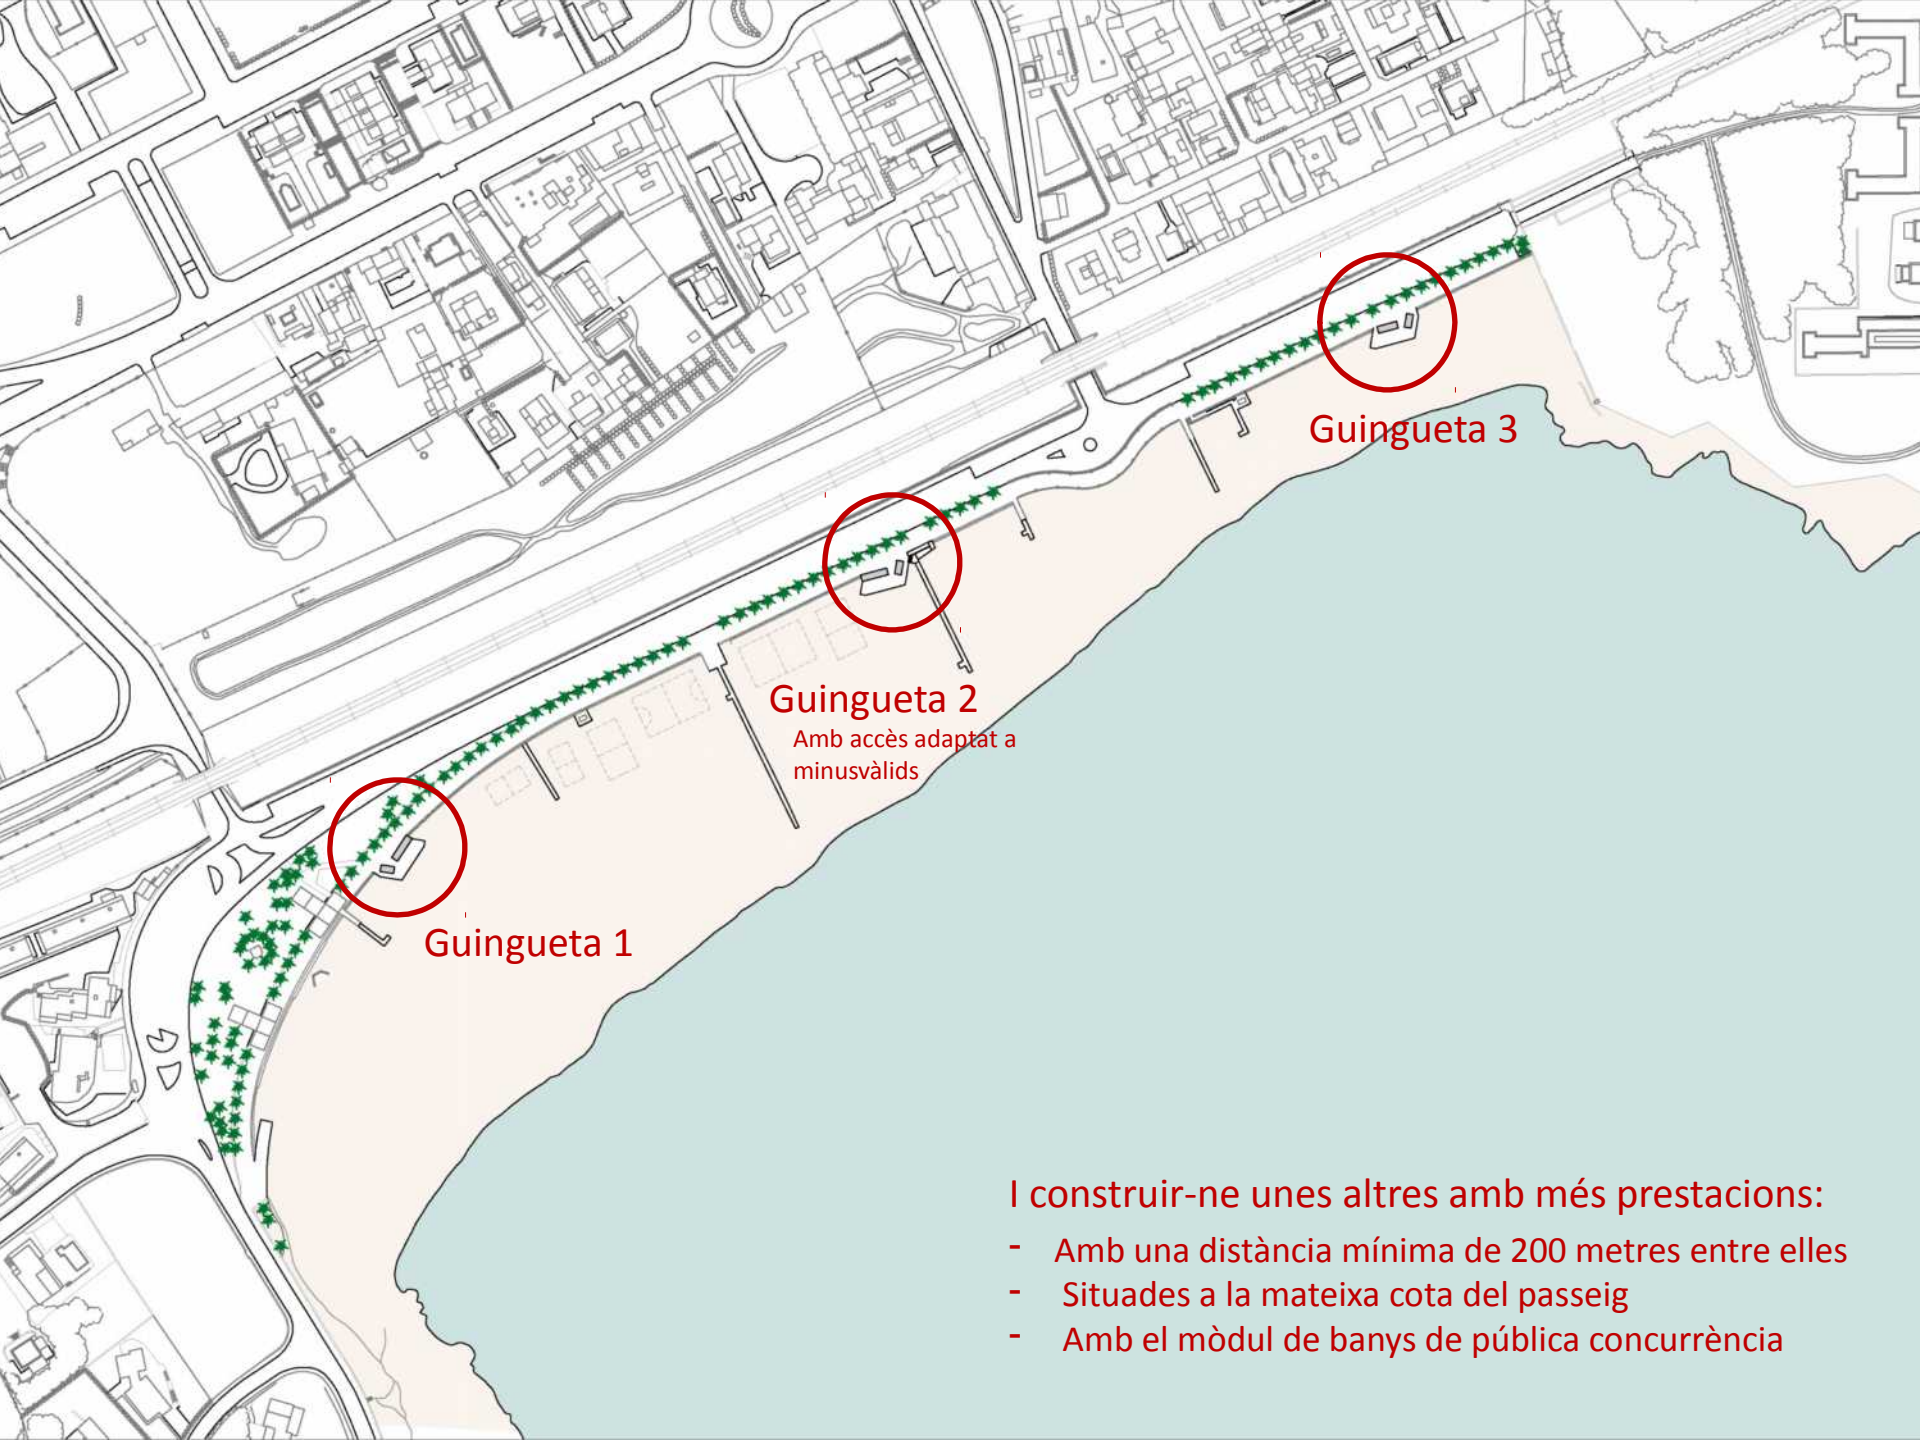 Guingueta 3
Guingueta 2
Amb accès adaptat a
minusvàlids
Guingueta 1
I construir-ne unes altres amb més prestacions:
- Amb una distància mínima de 200 metres entre elles
- Situades a la mateixa cota del passeig
- Amb el mòdul de banys de pública concurrència